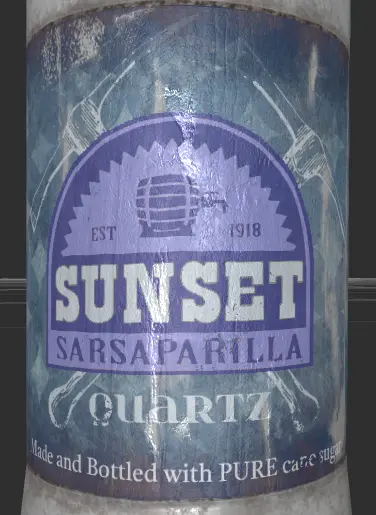 EST 1918
SUNSET
SARSAPARILLA
QUARTZ
Made and Bottled with PURE cane sugar